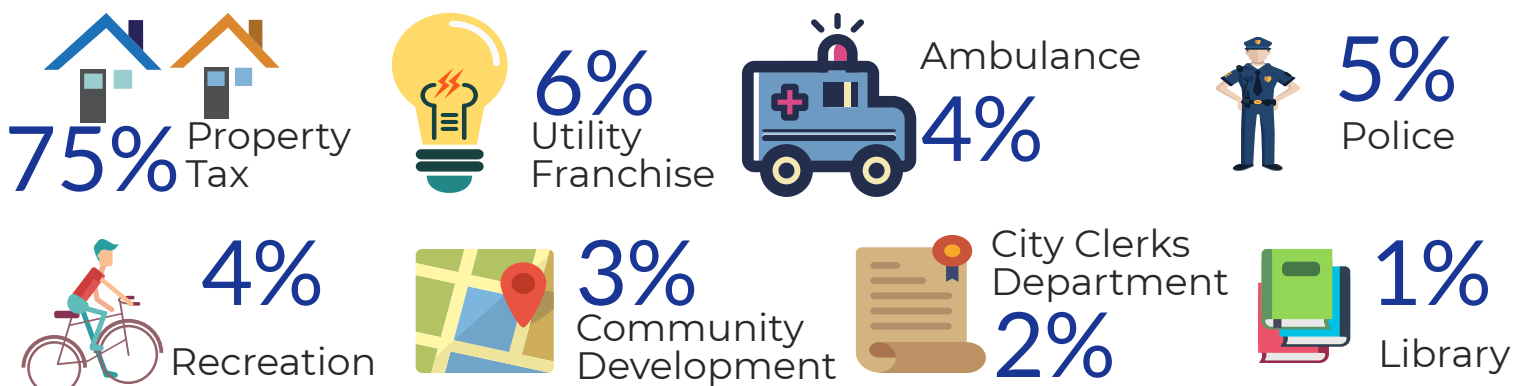 75%
Property
Tax
6%
Utility
Franchise
Ambulance
4%
5%
Police
4%
Recreation
3%
Community
Development
City Clerks
Department
2%
1%
Library